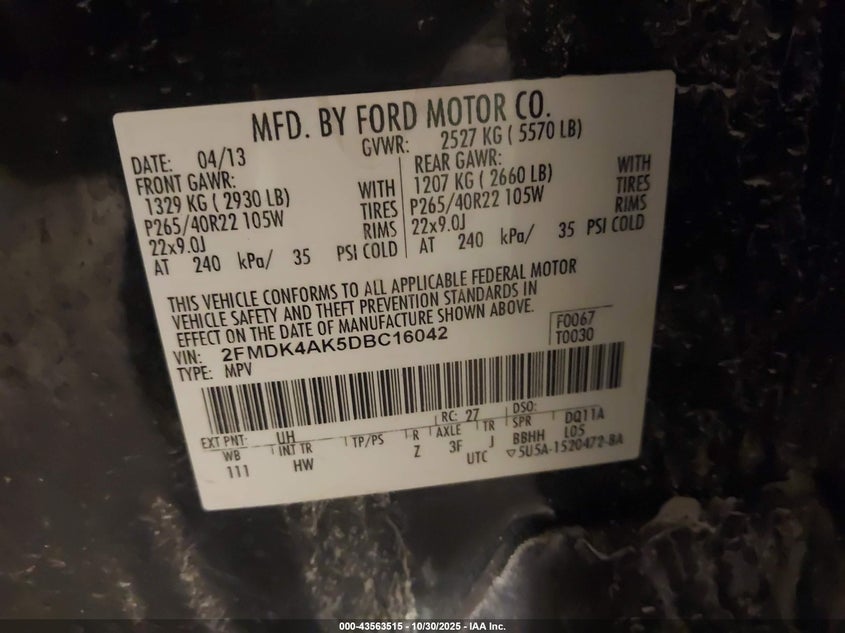 MFD. BY FORD MOTOR CO.
DATE: 04/13
GVWR: 2527 KG ( 5570 LB)
FRONT GAWR:
1329 KG ( 2930 LB) WITH
P265/40R22 105W TIRES
22x9.0J RIMS
AT 240 kPa/ 35 PSI COLD
REAR GAWR:
1207 KG ( 2660 LB) WITH
P265/40R22 105W TIRES
22x9.0J RIMS
AT 240 kPa/ 35 PSI COLD
THIS VEHICLE CONFORMS TO ALL APPLICABLE FEDERAL MOTOR
VEHICLE SAFETY AND THEFT PREVENTION STANDARDS IN
EFFECT ON THE DATE OF MANUFACTURE SHOWN ABOVE.
VIN: 2FMDK4AK5DBC16042
TYPE: MPV
F0067
T0030
EXT PNT: UH RC: 27 DSO:
WB INT TR TP/PS R AXLE TR SPR DQ11A
111 HW Z 3F J BBHH L05
UTC ▽5U5A-1520472-BA
000-43563515 - 10/30/2025 - IAA Inc.